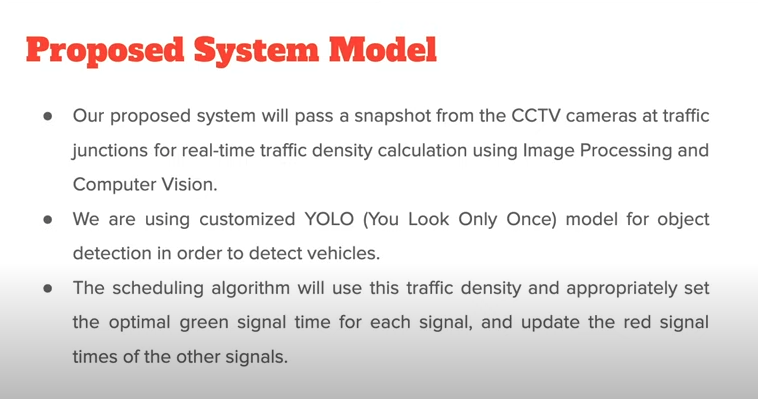 Proposed System Model
● Our proposed system will pass a snapshot from the CCTV cameras at traffic
junctions for real-time traffic density calculation using Image Processing and
Computer Vision.
● We are using customized YOLO (You Look Only Once) model for object
detection in order to detect vehicles.
● The scheduling algorithm will use this traffic density and appropriately set
the optimal green signal time for each signal, and update the red signal
times of the other signals.